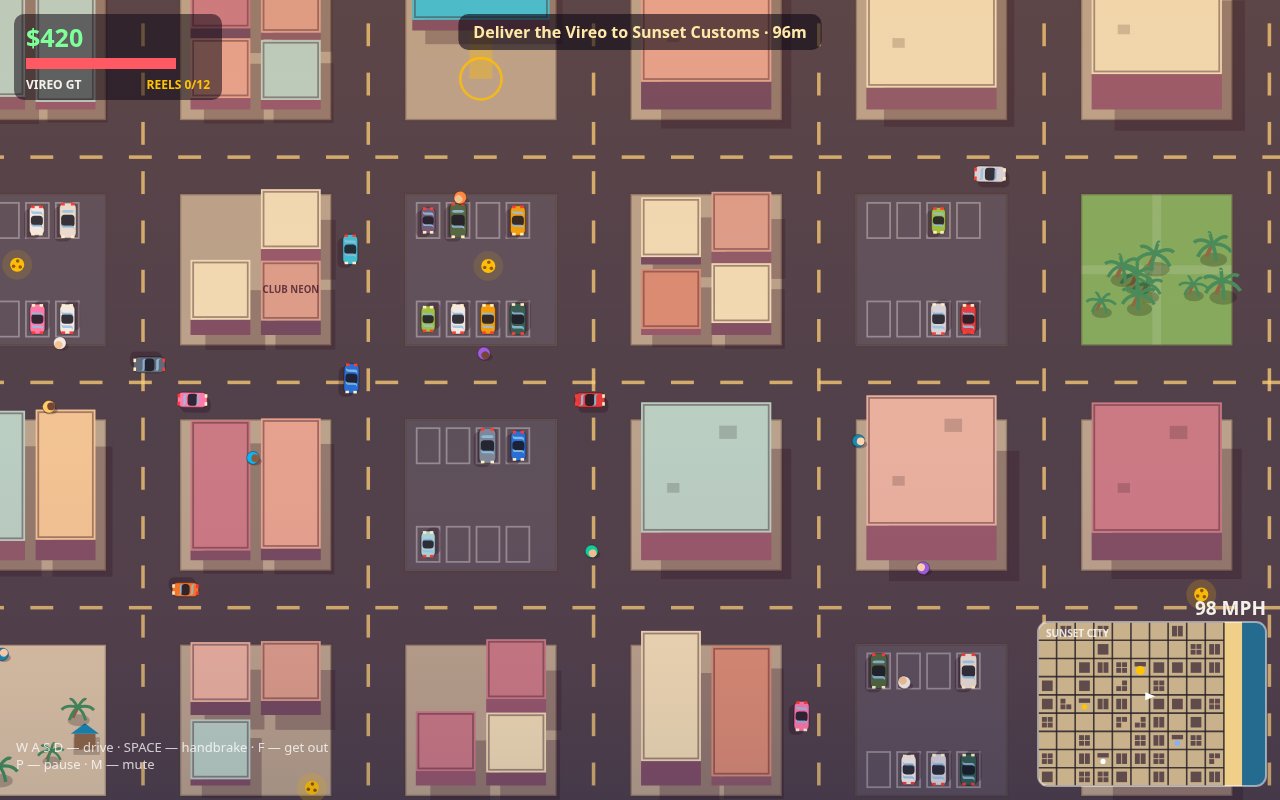 $420
VIREO GT
REELS 0/12
Deliver the Vireo to Sunset Customs · 96m
CLUB NEON
98 MPH
SUNSET CITY
W A S D — drive · SPACE — handbrake · F — get out
P — pause · M — mute